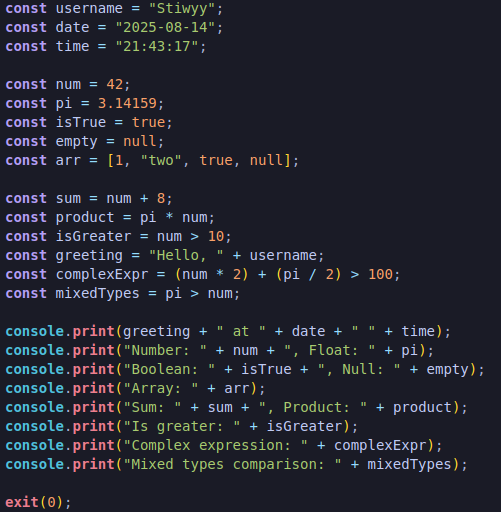 const username = "Stiwyy";
const date = "2025-08-14";
const time = "21:43:17";

const num = 42;
const pi = 3.14159;
const isTrue = true;
const empty = null;
const arr = [1, "two", true, null];

const sum = num + 8;
const product = pi * num;
const isGreater = num > 10;
const greeting = "Hello, " + username;
const complexExpr = (num * 2) + (pi / 2) > 100;
const mixedTypes = pi > num;

console.print(greeting + " at " + date + " " + time);
console.print("Number: " + num + ", Float: " + pi);
console.print("Boolean: " + isTrue + ", Null: " + empty);
console.print("Array: " + arr);
console.print("Sum: " + sum + ", Product: " + product);
console.print("Is greater: " + isGreater);
console.print("Complex expression: " + complexExpr);
console.print("Mixed types comparison: " + mixedTypes);

exit(0);